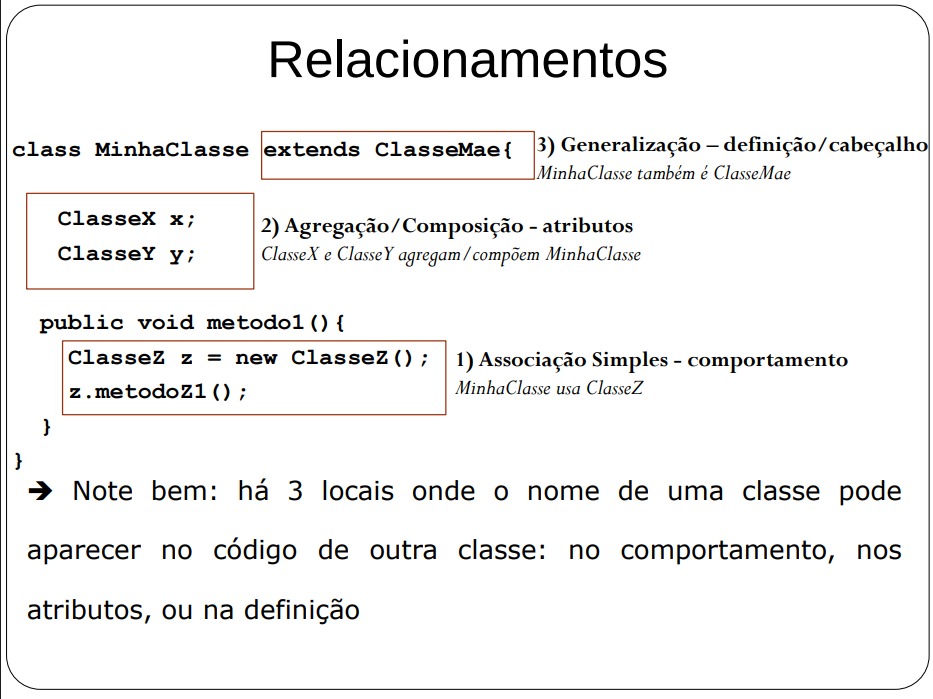 Relacionamentos
class MinhaClasse extends ClasseMae{ 3) Generalização – definição/cabeçalho
MinhaClasse também é ClasseMae
ClasseX x;
ClasseY y;
2) Agregação/Composição - atributos
ClasseX e ClasseY agregam/compõem MinhaClasse
public void metodo1(){
ClasseZ z = new ClasseZ();
z.metodoZ1();
1) Associação Simples - comportamento
MinhaClasse usa ClasseZ
}
}
➔ Note bem: há 3 locais onde o nome de uma classe pode
aparecer no código de outra classe: no comportamento, nos
atributos, ou na definição